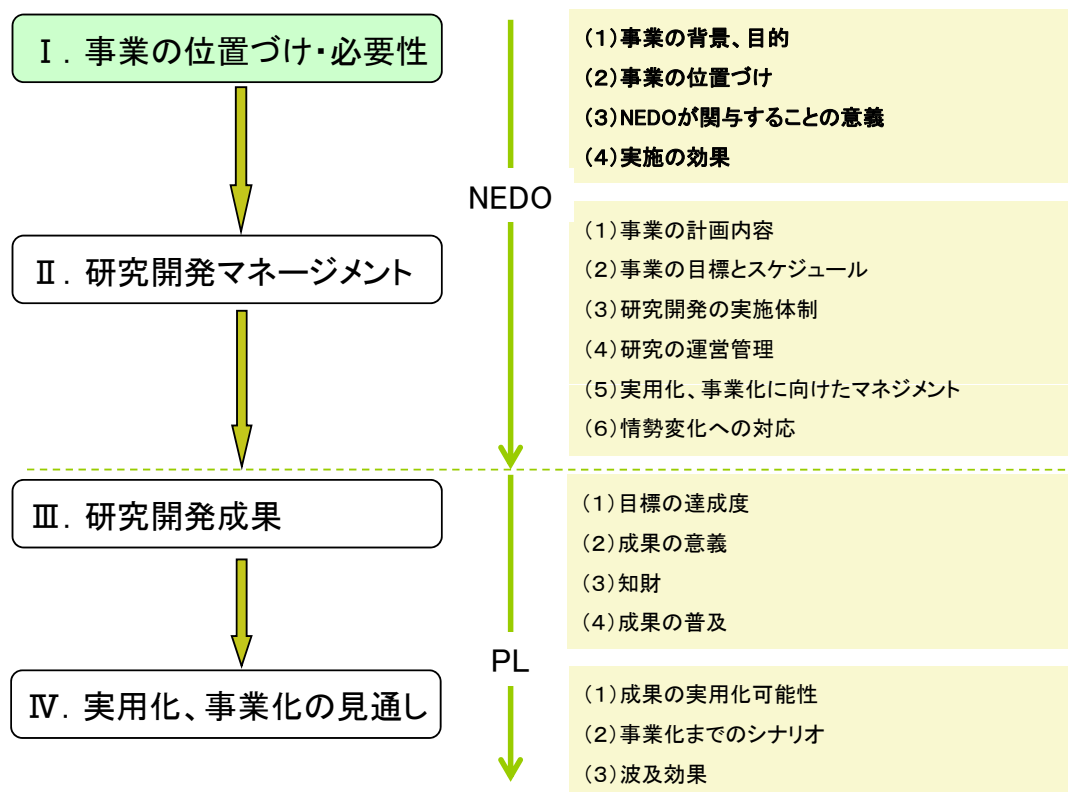 Ⅰ. 事業の位置づけ・必要性
(1)事業の背景、目的
(2)事業の位置づけ
(3)NEDOが関与することの意義
(4)実施の効果
NEDO
Ⅱ. 研究開発マネージメント
(1)事業の計画内容
(2)事業の目標とスケジュール
(3)研究開発の実施体制
(4)研究の運営管理
(5)実用化、事業化に向けたマネジメント
(6)情勢変化への対応
Ⅲ. 研究開発成果
(1)目標の達成度
(2)成果の意義
(3)知財
(4)成果の普及
PL
Ⅳ. 実用化、事業化の見通し
(1)成果の実用化可能性
(2)事業化までのシナリオ
(3)波及効果